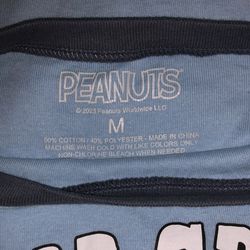 PEANUTS
© 2023 Peanuts Worldwide LLC
M
60% COTTON / 40% POLYESTER - MADE IN CHINA
MACHINE WASH COLD WITH LIKE COLORS ONLY
NON-CHLORINE BLEACH WHEN NEEDED